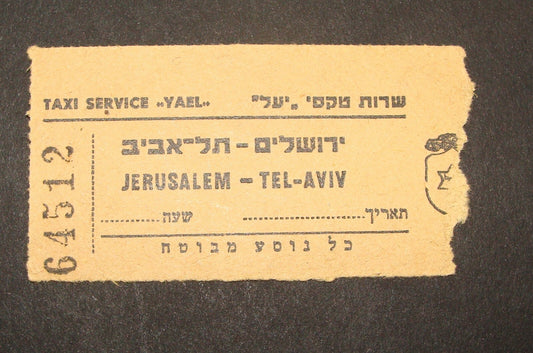 TAXI SERVICE "YAEL" שרות טקסי „יעל"
ירושלים - תל-אביב
JERUSALEM - TEL-AVIV
תאריך .................... שעה ................
כל נוסע מבוטח
64512